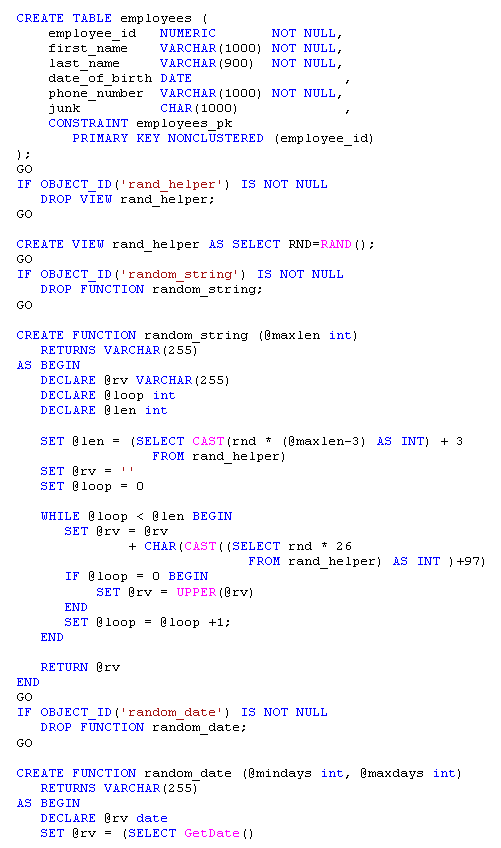 CREATE TABLE employees (
    employee_id   NUMERIC       NOT NULL,
    first_name    VARCHAR(1000) NOT NULL,
    last_name     VARCHAR(900)  NOT NULL,
    date_of_birth DATE                   ,
    phone_number  VARCHAR(1000) NOT NULL,
    junk          CHAR(1000)             ,
    CONSTRAINT employees_pk
       PRIMARY KEY NONCLUSTERED (employee_id)
);
GO
IF OBJECT_ID('rand_helper') IS NOT NULL
   DROP VIEW rand_helper;
GO

CREATE VIEW rand_helper AS SELECT RND=RAND();
GO
IF OBJECT_ID('random_string') IS NOT NULL
   DROP FUNCTION random_string;
GO

CREATE FUNCTION random_string (@maxlen int)
   RETURNS VARCHAR(255)
AS BEGIN
   DECLARE @rv VARCHAR(255)
   DECLARE @loop int
   DECLARE @len int

   SET @len = (SELECT CAST(rnd * (@maxlen-3) AS INT) + 3
                 FROM rand_helper)
   SET @rv = ''
   SET @loop = 0

   WHILE @loop < @len BEGIN
      SET @rv = @rv
              + CHAR(CAST((SELECT rnd * 26
                             FROM rand_helper) AS INT )+97)
      IF @loop = 0 BEGIN
          SET @rv = UPPER(@rv)
      END
      SET @loop = @loop +1;
   END

   RETURN @rv
END
GO
IF OBJECT_ID('random_date') IS NOT NULL
   DROP FUNCTION random_date;
GO

CREATE FUNCTION random_date (@mindays int, @maxdays int)
   RETURNS VARCHAR(255)
AS BEGIN
   DECLARE @rv date
   SET @rv = (SELECT GetDate()